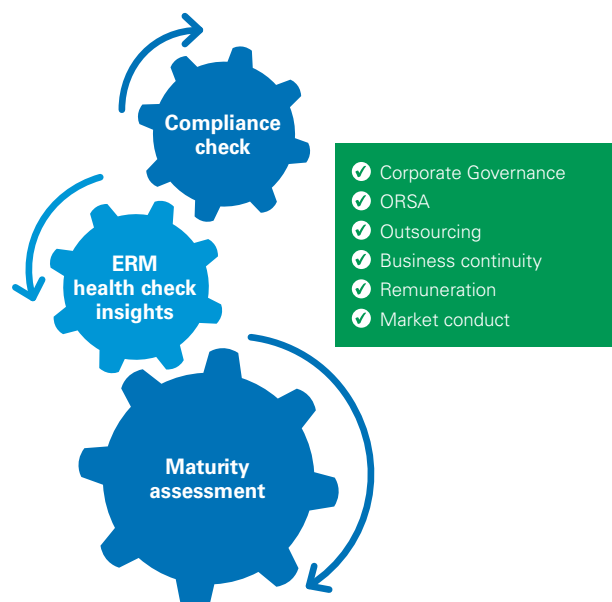 Compliance
check
ERM
health check
insights
Maturity
assessment
Corporate Governance
ORSA
Outsourcing
Business continuity
Remuneration
Market conduct